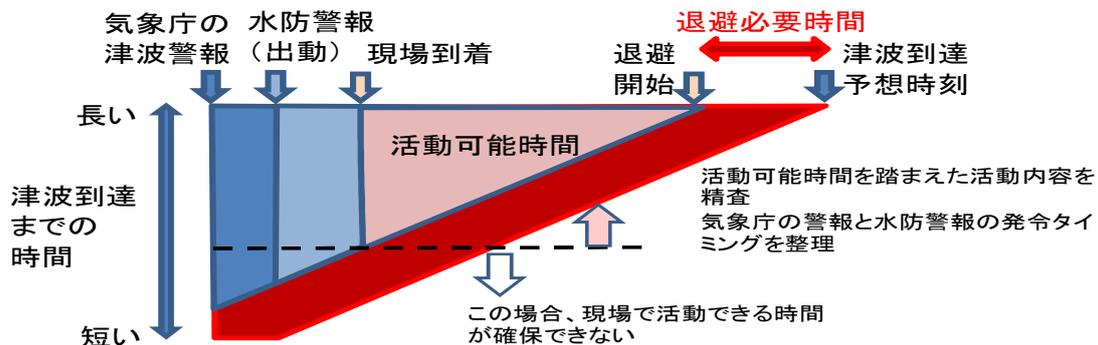 気象庁の
津波警報
水防警報
（出動）
現場到着
退避
開始
退避必要時間
津波到達
予想時刻
長い
活動可能時間
津波到達
までの
時間
活動可能時間を踏まえた活動内容を
精査
気象庁の警報と水防警報の発令タイ
ミングを整理
この場合、現場で活動できる時間
が確保できない
短い